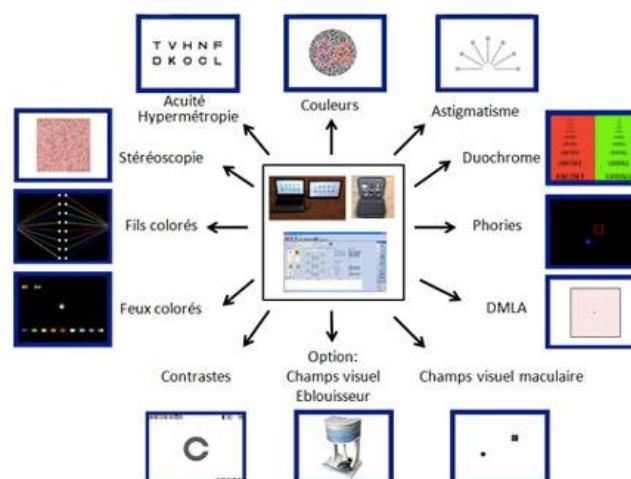 T V H N F
D K O C L
Acuité
Hypermétropie
Couleurs
Astigmatisme
Stéréoscopie
Duochrome
Fils colorés
Phories
Feux colorés
DMLA
Contrastes
Option:
Champs visuel
Eblouisseur
Champs visuel maculaire
C